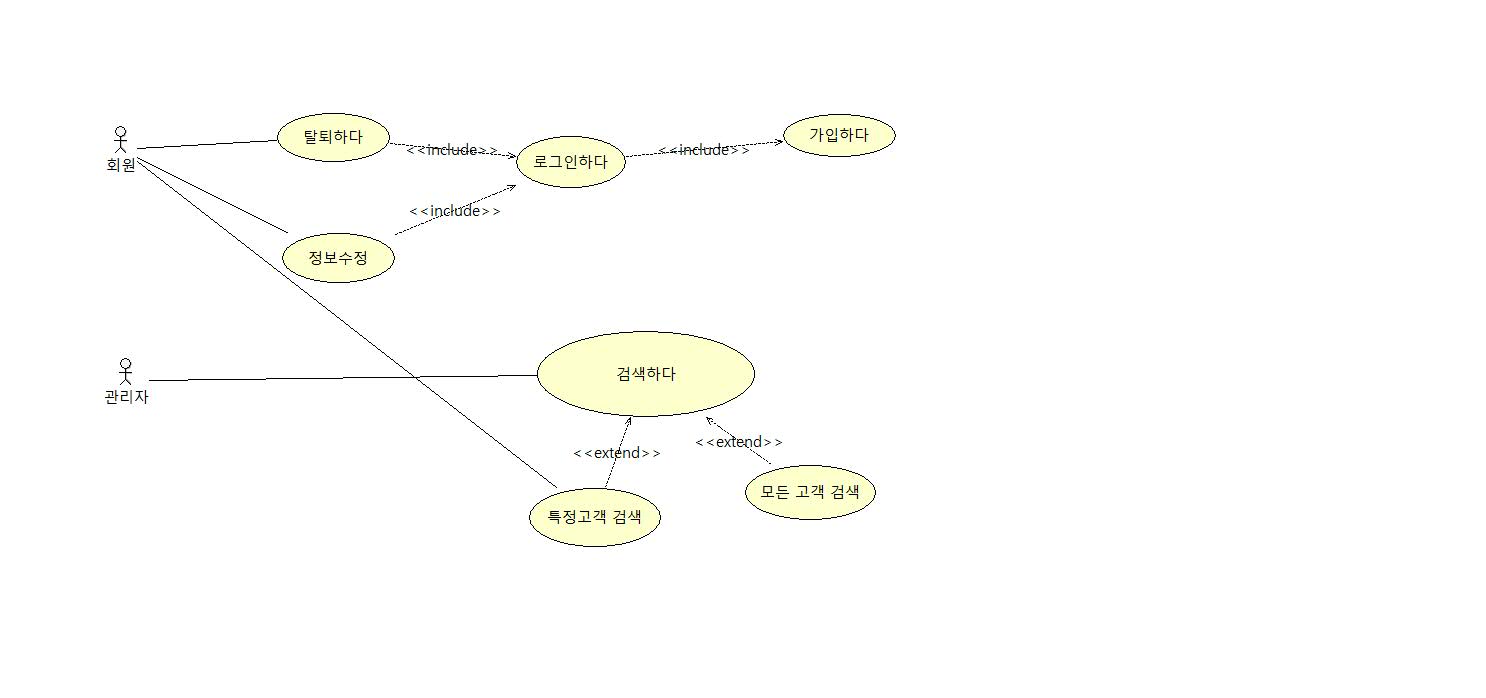 회원
탈퇴하다
<<include>>
로그인하다
<<include>>
가입하다
<<include>>
정보수정
관리자
검색하다
<<extend>>
<<extend>>
특정고객 검색
모든 고객 검색